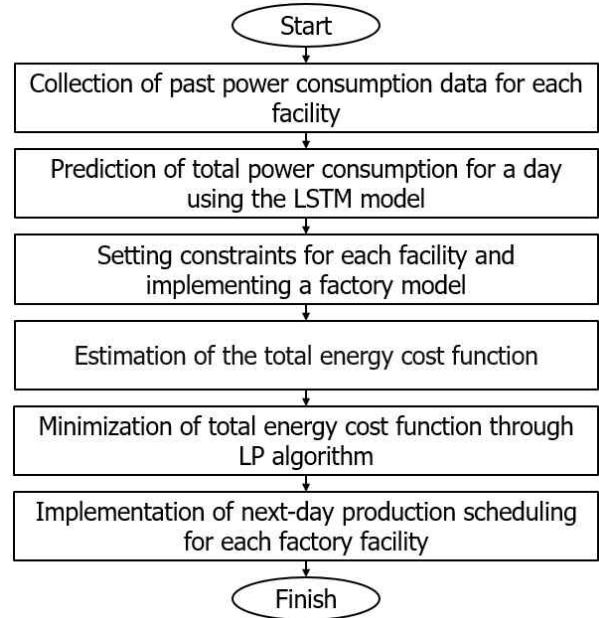 Start
Collection of past power consumption data for each
facility
Prediction of total power consumption for a day
using the LSTM model
Setting constraints for each facility and
implementing a factory model
Estimation of the total energy cost function
Minimization of total energy cost function through
LP algorithm
Implementation of next-day production scheduling
for each factory facility
Finish